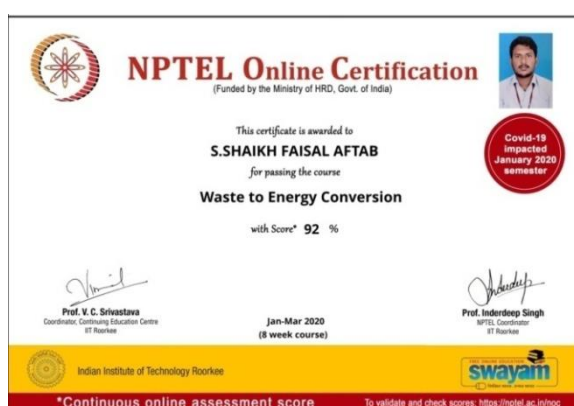 NPTEL Online Certification
(Funded by the Ministry of HRD, Govt. of India)
This certificate is awarded to
S.SHAIKH FAISAL AFTAB
for passing the course
Waste to Energy Conversion
with Score* 92 %
Covid-19
impacted
January 2020
semester
Prof. V. C. Srivastava
Coordinator, Continuing Education Centre
IIT Roorkee
Jan-Mar 2020
(8 week course)
Prof. Inderdeep Singh
NPTEL Coordinator
IIT Roorkee
Indian Institute of Technology Roorkee
FREE ONLINE EDUCATION
swayam
*Continuous online assessment score
To validate and check scores: https://nptel.ac.in/noc